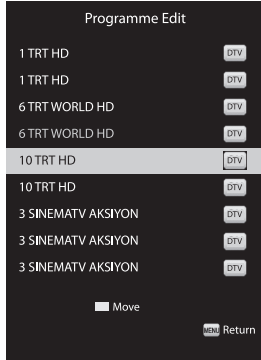 Programme Edit
1 TRT HD DTV
1 TRT HD DTV
6 TRT WORLD HD DTV
6 TRT WORLD HD DTV
10 TRT HD DTV
10 TRT HD DTV
3 SINEMATV AKSIYON DTV
3 SINEMATV AKSIYON DTV
3 SINEMATV AKSIYON DTV
Move
MENU Return